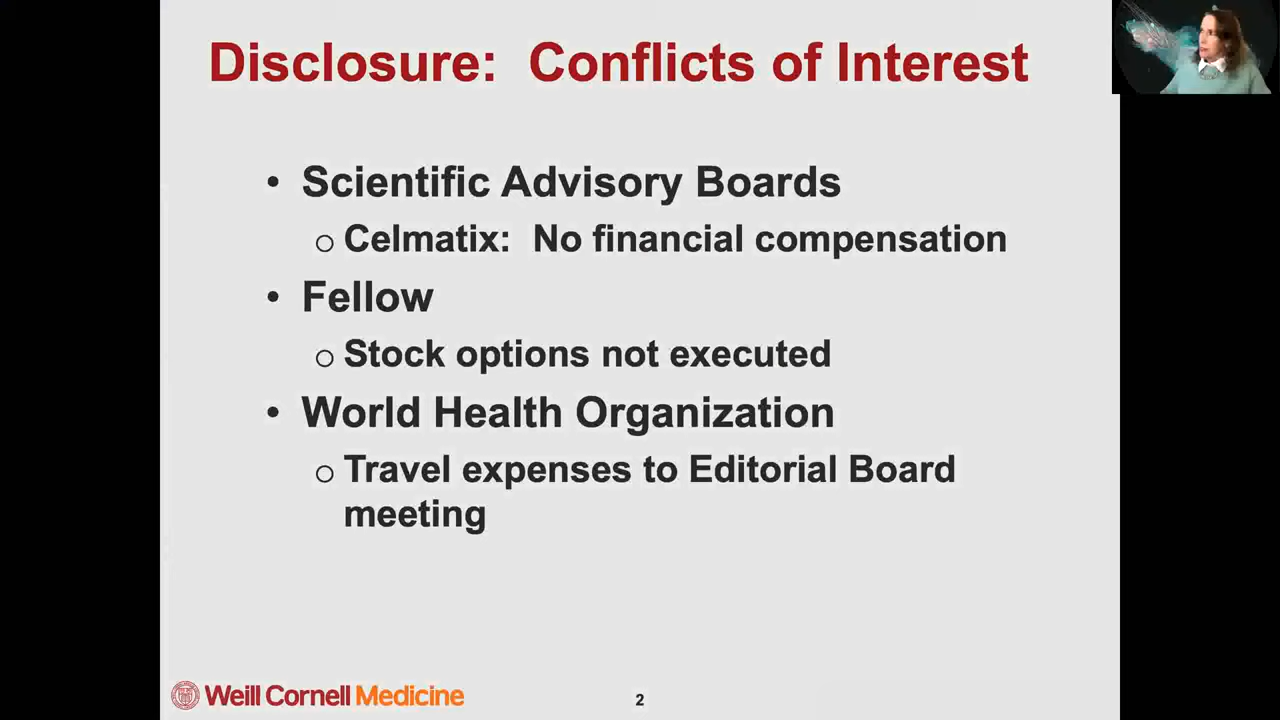 Disclosure: Conflicts of Interest
• Scientific Advisory Boards
o Celmatix: No financial compensation
• Fellow
o Stock options not executed
• World Health Organization
o Travel expenses to Editorial Board
meeting
Weill Cornell Medicine
2